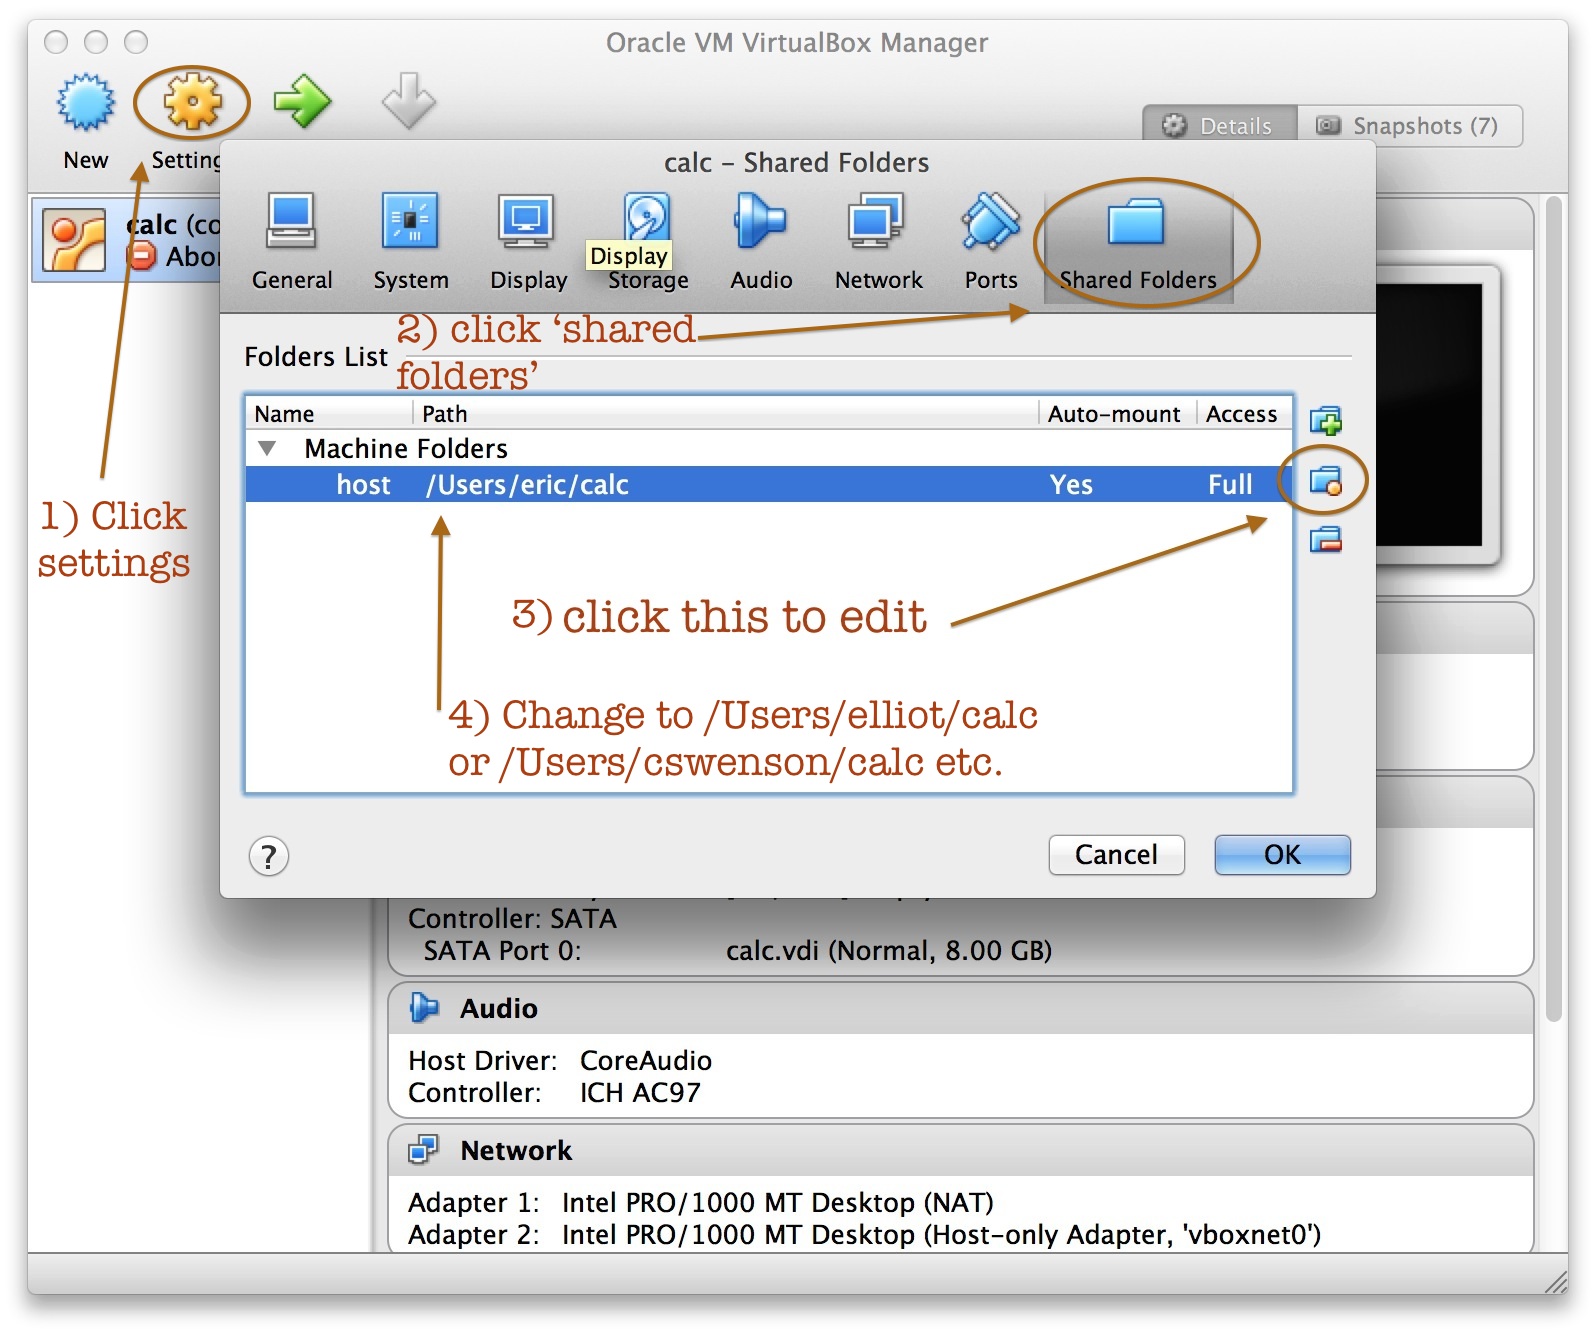 Oracle VM VirtualBox Manager
New
Setting
Details
Snapshots (7)
calc (co
Abor
calc – Shared Folders
General
System
Display
Storage
Display
Audio
Network
Ports
Shared Folders
2) click ‘shared
folders’
Folders List
Name Path Auto-mount Access
Machine Folders
host /Users/eric/calc Yes Full
1) Click
settings
3) click this to edit
4) Change to /Users/elliot/calc
or /Users/cswenson/calc etc.
?
Cancel
OK
Controller: SATA
SATA Port 0: calc.vdi (Normal, 8.00 GB)
Audio
Host Driver: CoreAudio
Controller: ICH AC97
Network
Adapter 1: Intel PRO/1000 MT Desktop (NAT)
Adapter 2: Intel PRO/1000 MT Desktop (Host-only Adapter, 'vboxnet0')